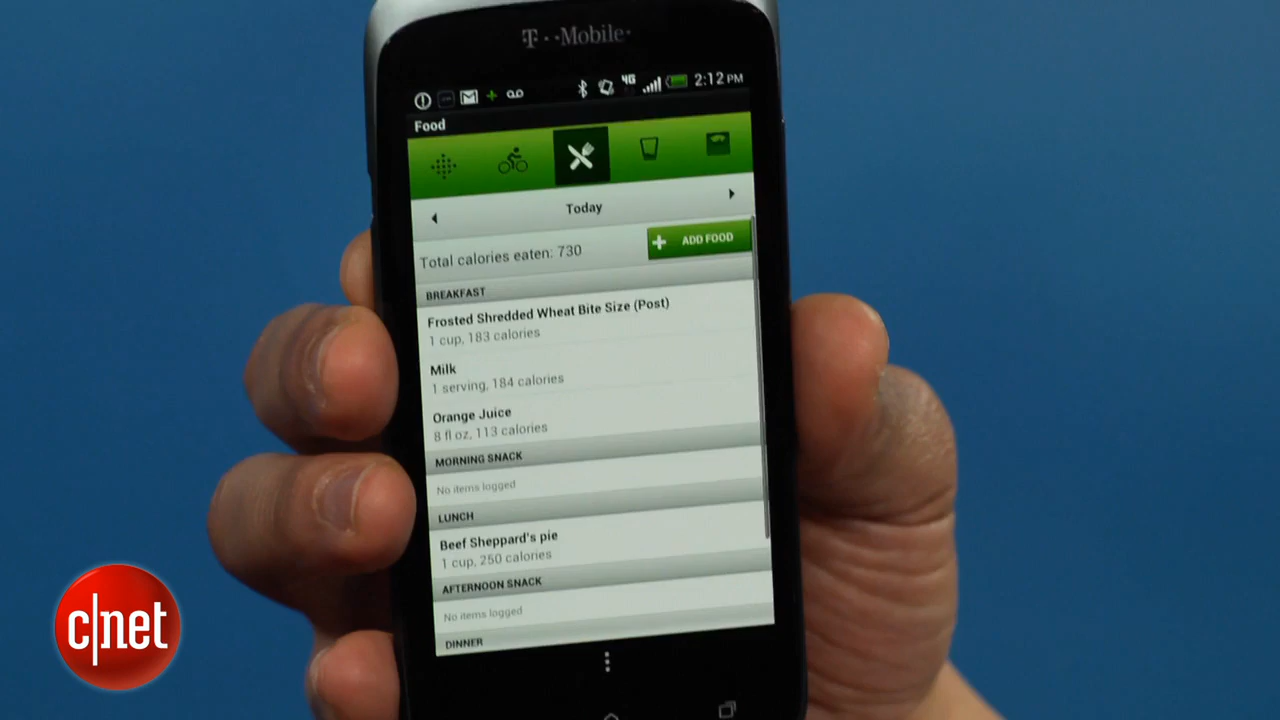 T··Mobile·
4G 2:12 PM
Food
Today
Total calories eaten: 730
+ ADD FOOD
BREAKFAST
Frosted Shredded Wheat Bite Size (Post)
1 cup, 183 calories
Milk
1 serving, 184 calories
Orange Juice
8 fl oz, 113 calories
MORNING SNACK
No items logged
LUNCH
Beef Sheppard's pie
1 cup, 250 calories
AFTERNOON SNACK
No items logged
DINNER
c|net